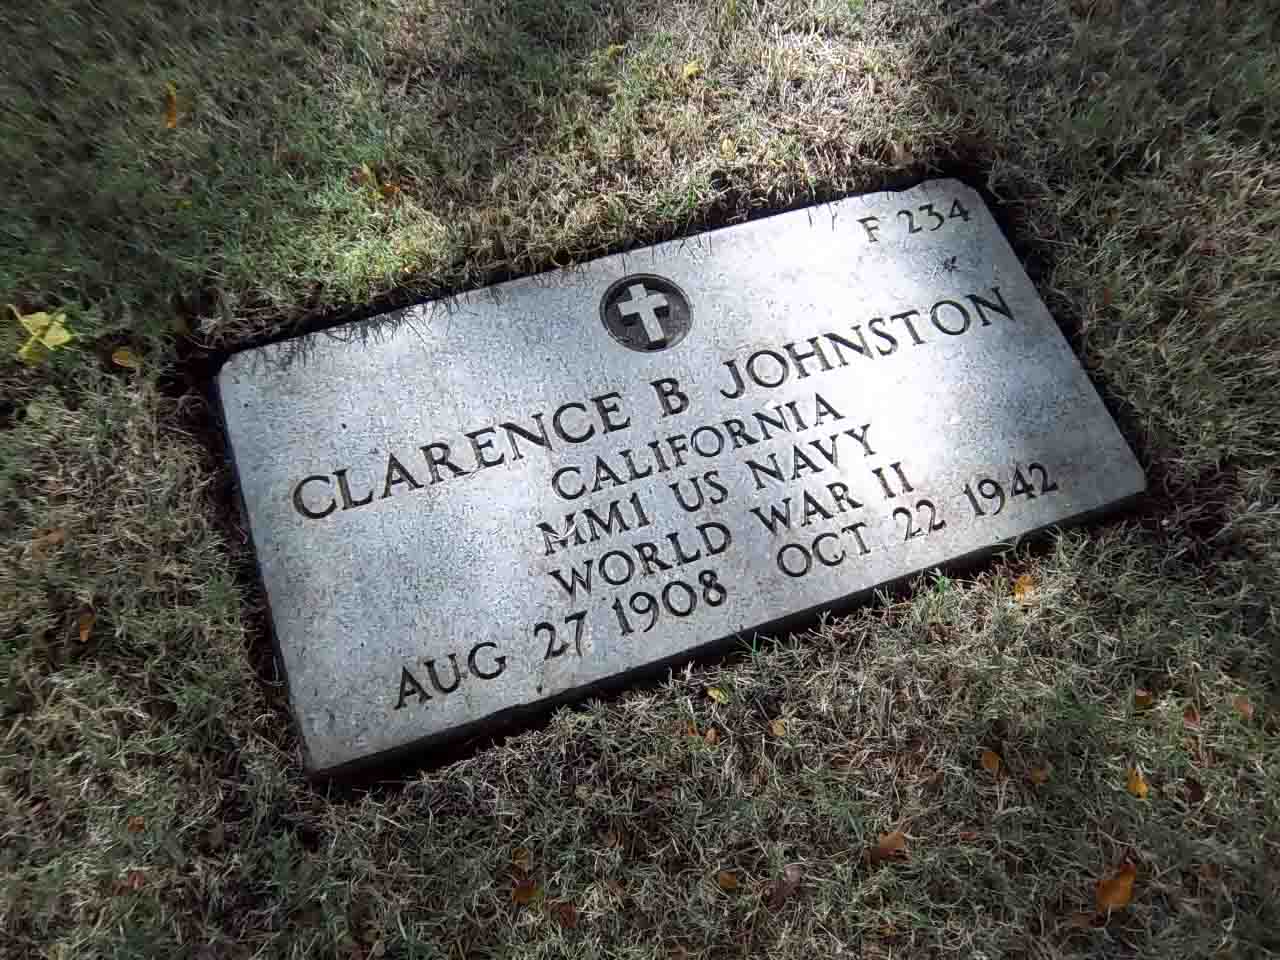 F 234
CLARENCE B JOHNSTON
CALIFORNIA
MM1 US NAVY
WORLD WAR II
AUG 27 1908 OCT 22 1942